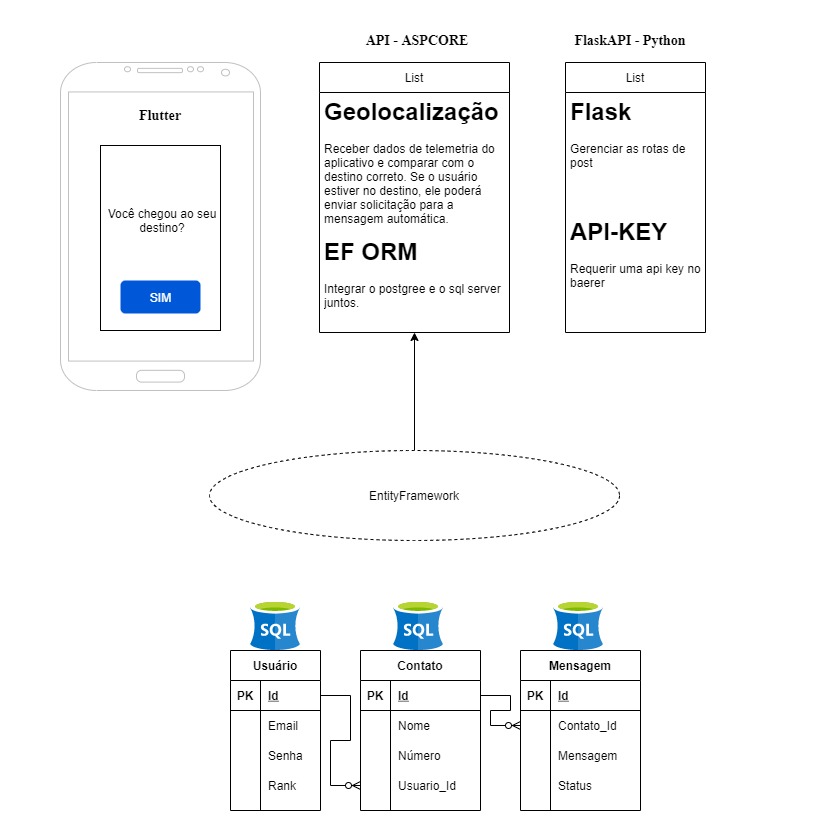 API - ASPCORE
FlaskAPI - Python
Flutter
Você chegou ao seu
destino?
SIM
List
Geolocalização
Receber dados de telemetria do
aplicativo e comparar com o
destino correto. Se o usuário
estiver no destino, ele poderá
enviar solicitação para a
mensagem automática.
EF ORM
Integrar o postgree e o sql server
juntos.
List
Flask
Gerenciar as rotas de
post
API-KEY
Requerir uma api key no
baerer
EntityFramework
SQL
SQL
SQL
Usuário
PK Id
Email
Senha
Rank
Contato
PK Id
Nome
Número
Usuario_Id
Mensagem
PK Id
Contato_Id
Mensagem
Status